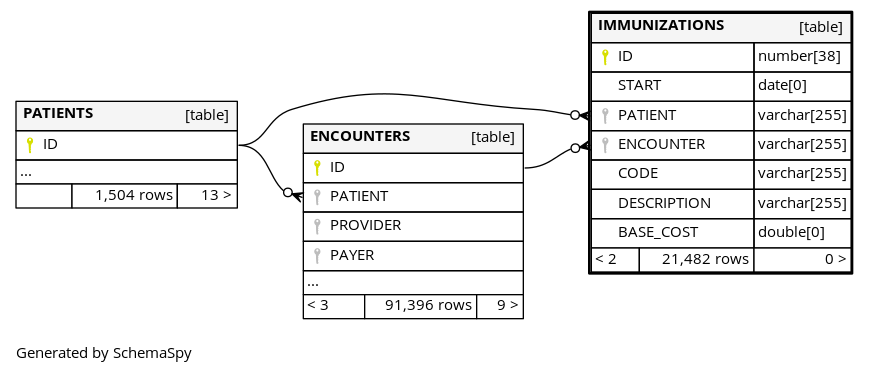 PATIENTS [table]
ID
...
1,504 rows 13 >
ENCOUNTERS [table]
ID
PATIENT
PROVIDER
PAYER
...
< 3 91,396 rows 9 >
IMMUNIZATIONS [table]
ID number[38]
START date[0]
PATIENT varchar[255]
ENCOUNTER varchar[255]
CODE varchar[255]
DESCRIPTION varchar[255]
BASE_COST double[0]
< 2 21,482 rows 0 >
Generated by SchemaSpy